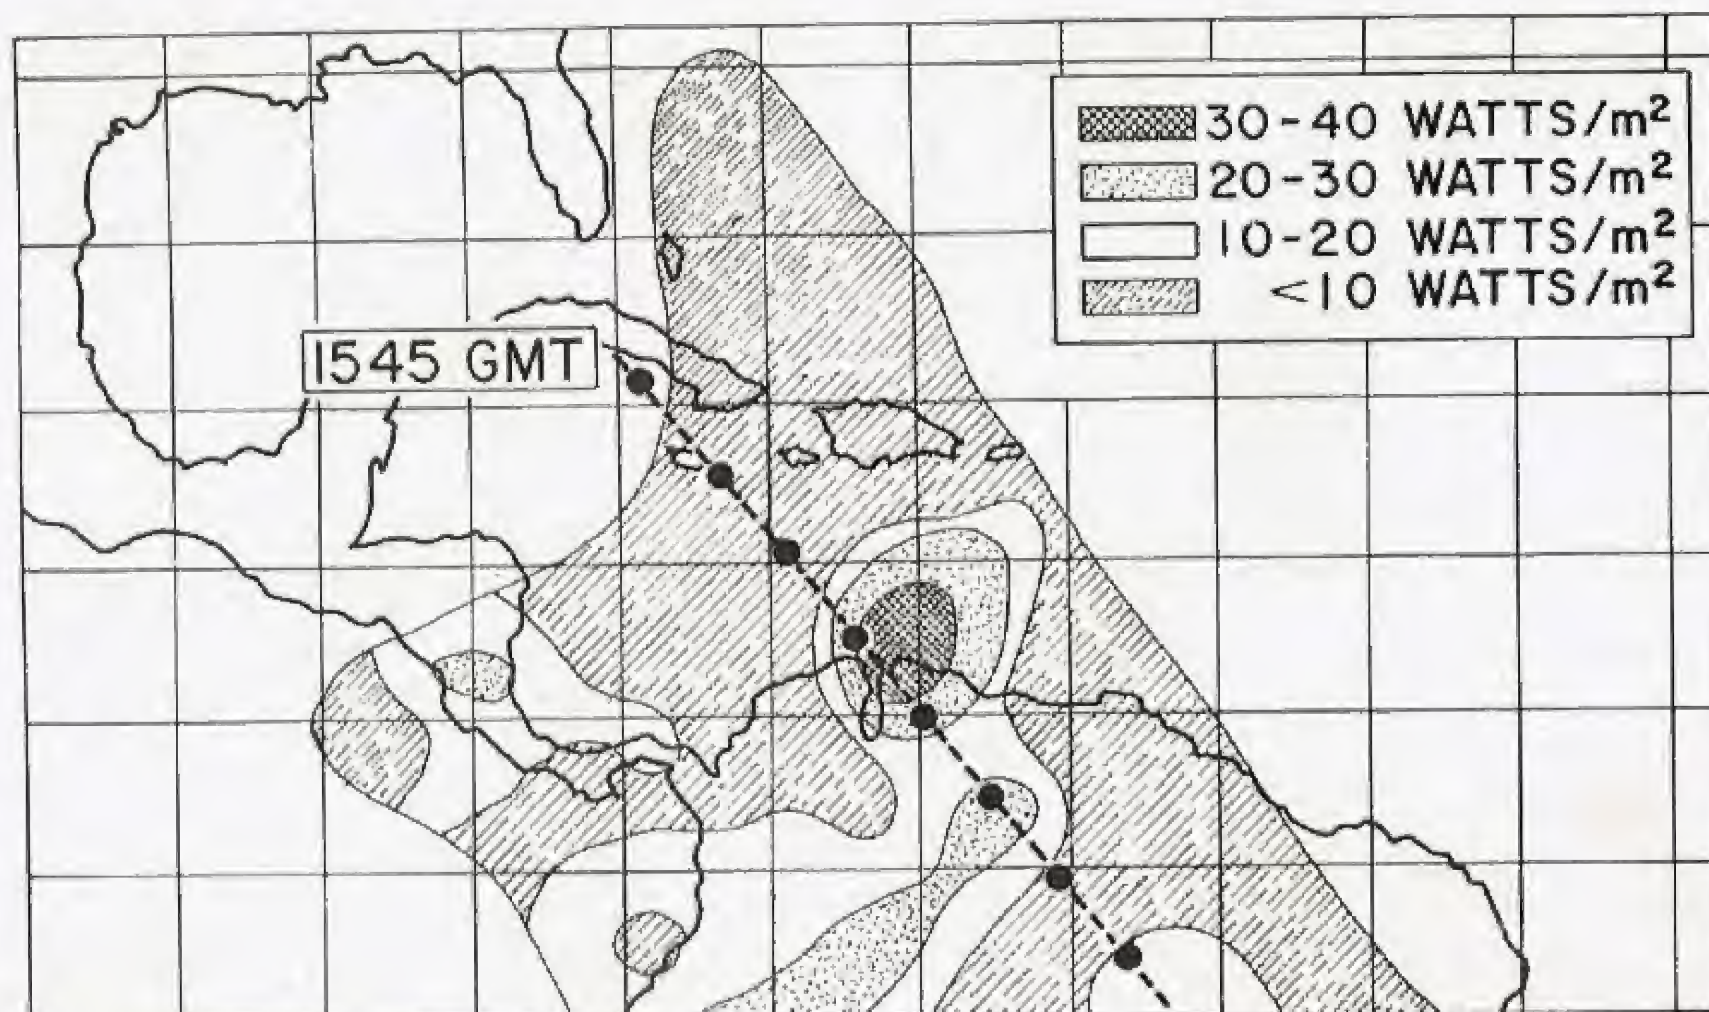 30-40 WATTS/m²
20-30 WATTS/m²
10-20 WATTS/m²
<10 WATTS/m²
1545 GMT